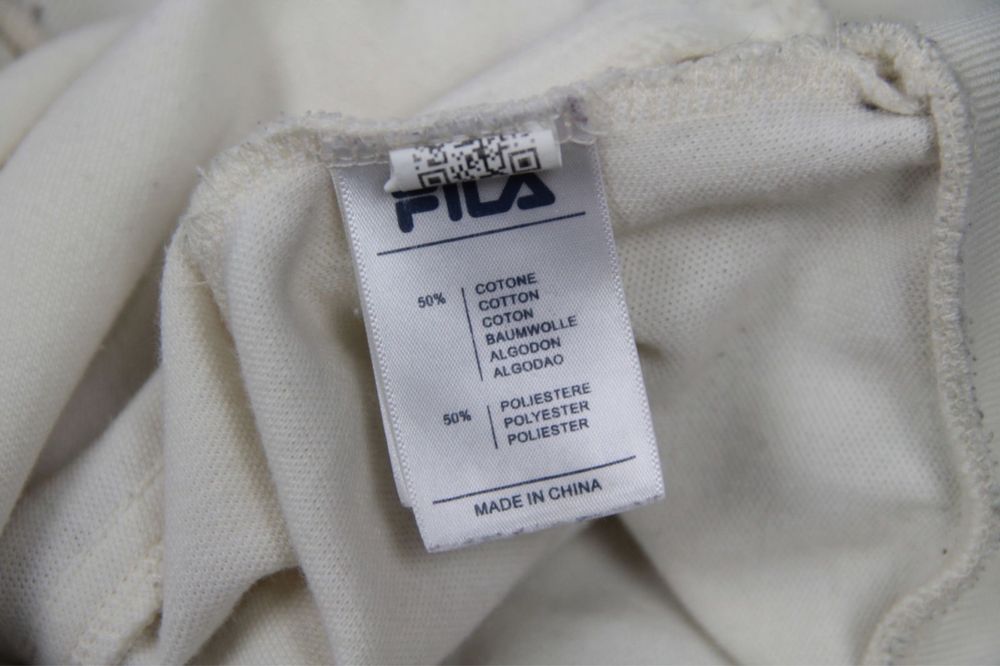 FILA
50%
COTONE
COTTON
COTON
BAUMWOLLE
ALGODON
ALGODAO
50%
POLIESTERE
POLYESTER
POLIESTER
MADE IN CHINA